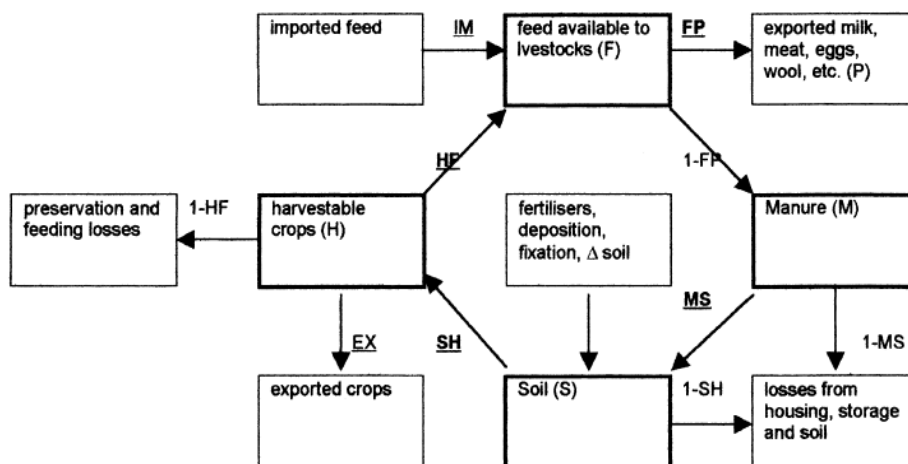 imported feed
IM
feed available to
lvestocks (F)
FP
exported milk,
meat, eggs,
wool, etc. (P)
HF
1-FP
preservation and
feeding losses
1-HF
harvestable
crops (H)
fertilisers,
deposition,
fixation, Δ soil
Manure (M)
EX
SH
MS
1-MS
exported crops
Soil (S)
1-SH
losses from
housing, storage
and soil